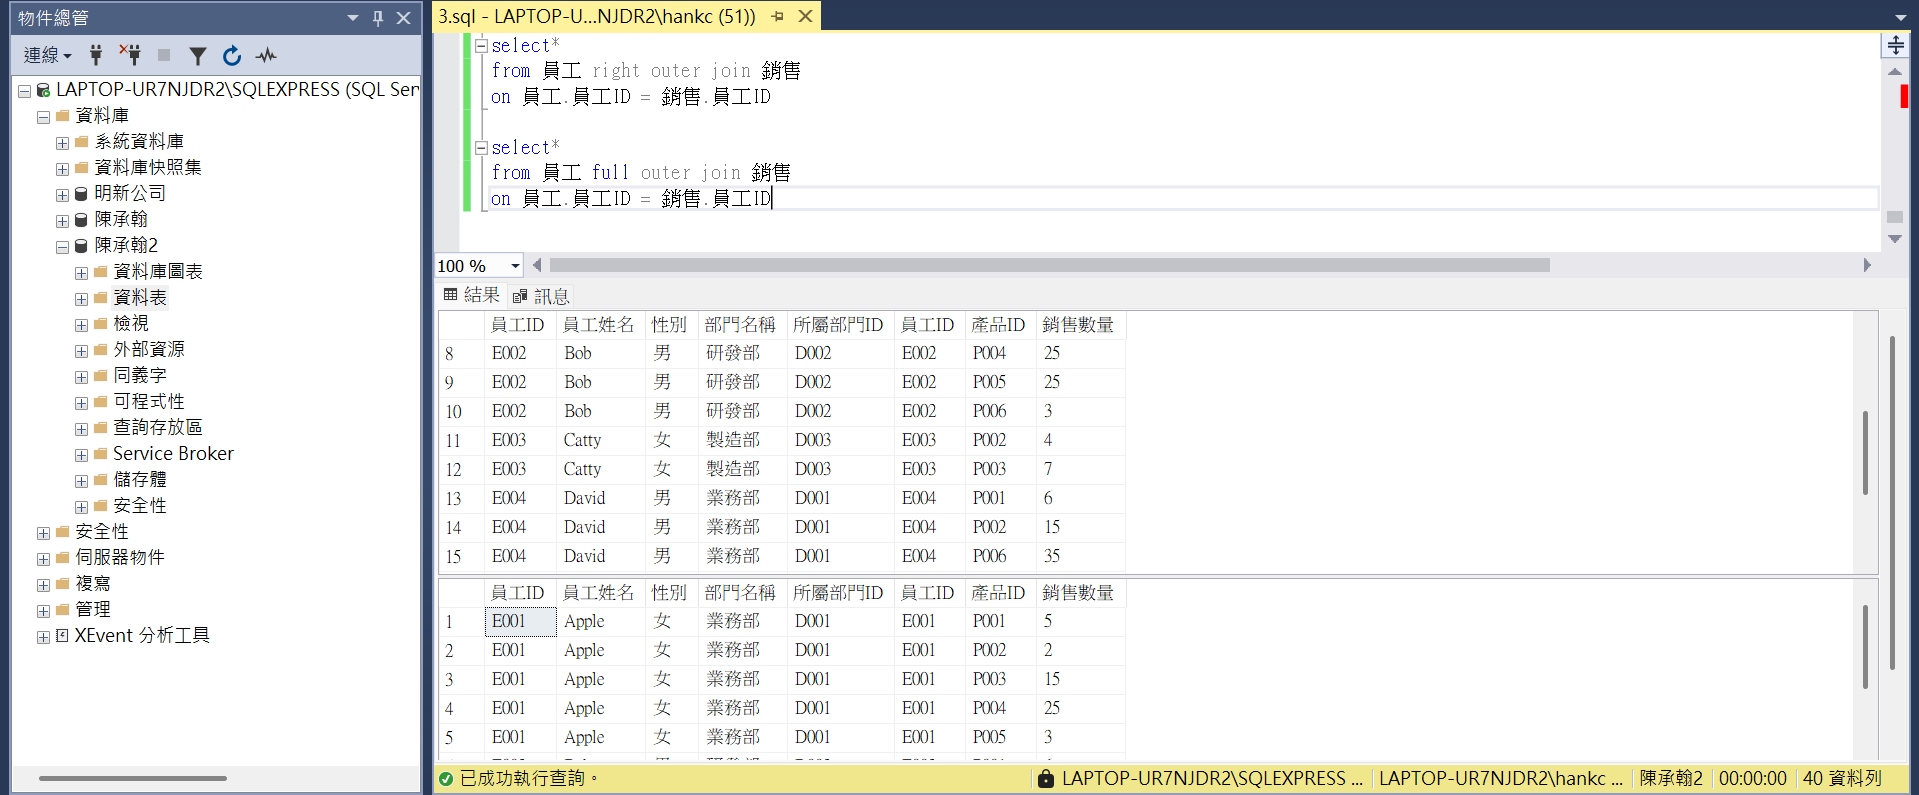 物件總管
連線
LAPTOP-UR7NJDR2\SQLEXPRESS (SQL Ser
資料庫
系統資料庫
資料庫快照集
明新公司
陳承翰
陳承翰2
資料庫圖表
資料表
檢視
外部資源
同義字
可程式性
查詢存放區
Service Broker
儲存體
安全性
安全性
伺服器物件
複寫
管理
XEvent 分析工具
3.sql - LAPTOP-U...NJDR2\hankc (51))
select*
from 員工 right outer join 銷售
on 員工.員工ID = 銷售.員工ID
select*
from 員工 full outer join 銷售
on 員工.員工ID = 銷售.員工ID
100 %
結果 訊息
員工ID 員工姓名 性別 部門名稱 所屬部門ID 員工ID 產品ID 銷售數量
8 E002 Bob 男 研發部 D002 E002 P004 25
9 E002 Bob 男 研發部 D002 E002 P005 25
10 E002 Bob 男 研發部 D002 E002 P006 3
11 E003 Catty 女 製造部 D003 E003 P002 4
12 E003 Catty 女 製造部 D003 E003 P003 7
13 E004 David 男 業務部 D001 E004 P001 6
14 E004 David 男 業務部 D001 E004 P002 15
15 E004 David 男 業務部 D001 E004 P006 35
員工ID 員工姓名 性別 部門名稱 所屬部門ID 員工ID 產品ID 銷售數量
1 E001 Apple 女 業務部 D001 E001 P001 5
2 E001 Apple 女 業務部 D001 E001 P002 2
3 E001 Apple 女 業務部 D001 E001 P003 15
4 E001 Apple 女 業務部 D001 E001 P004 25
5 E001 Apple 女 業務部 D001 E001 P005 3
已成功執行查詢。 LAPTOP-UR7NJDR2\SQLEXPRESS ... LAPTOP-UR7NJDR2\hankc ... 陳承翰2 00:00:00 40 資料列